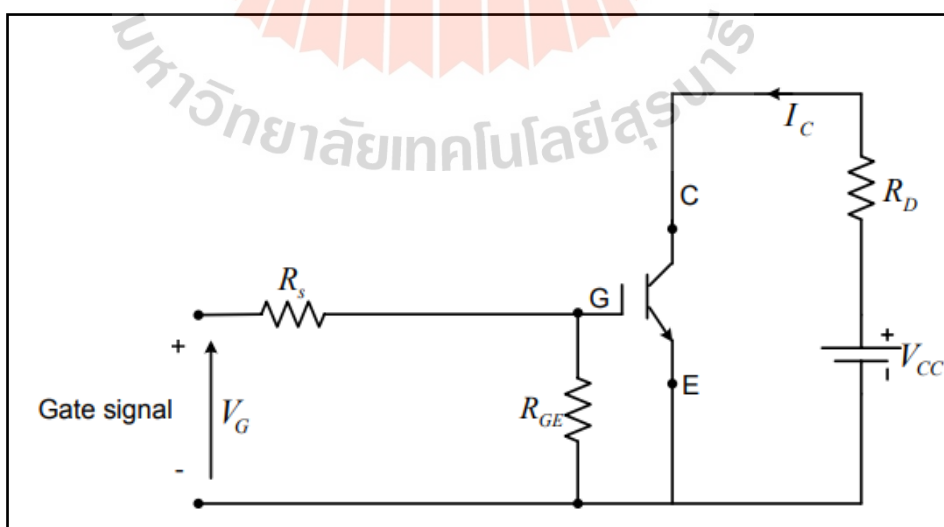 มหาวิทยาลัยเทคโนโลยีสุรนารี
I_C
R_D
C
R_s
G
+
+
V_CC
-
E
Gate signal
V_G
R_GE
-